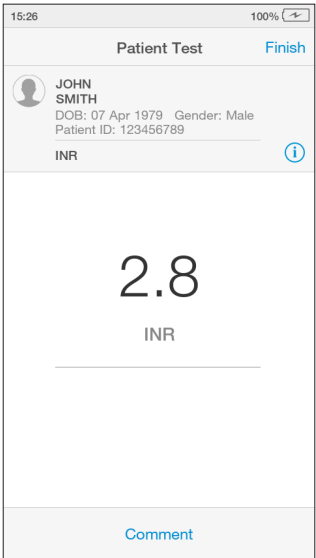 15:26 100%
Patient Test Finish
JOHN
SMITH
DOB: 07 Apr 1979 Gender: Male
Patient ID: 123456789
INR
2.8
INR
Comment